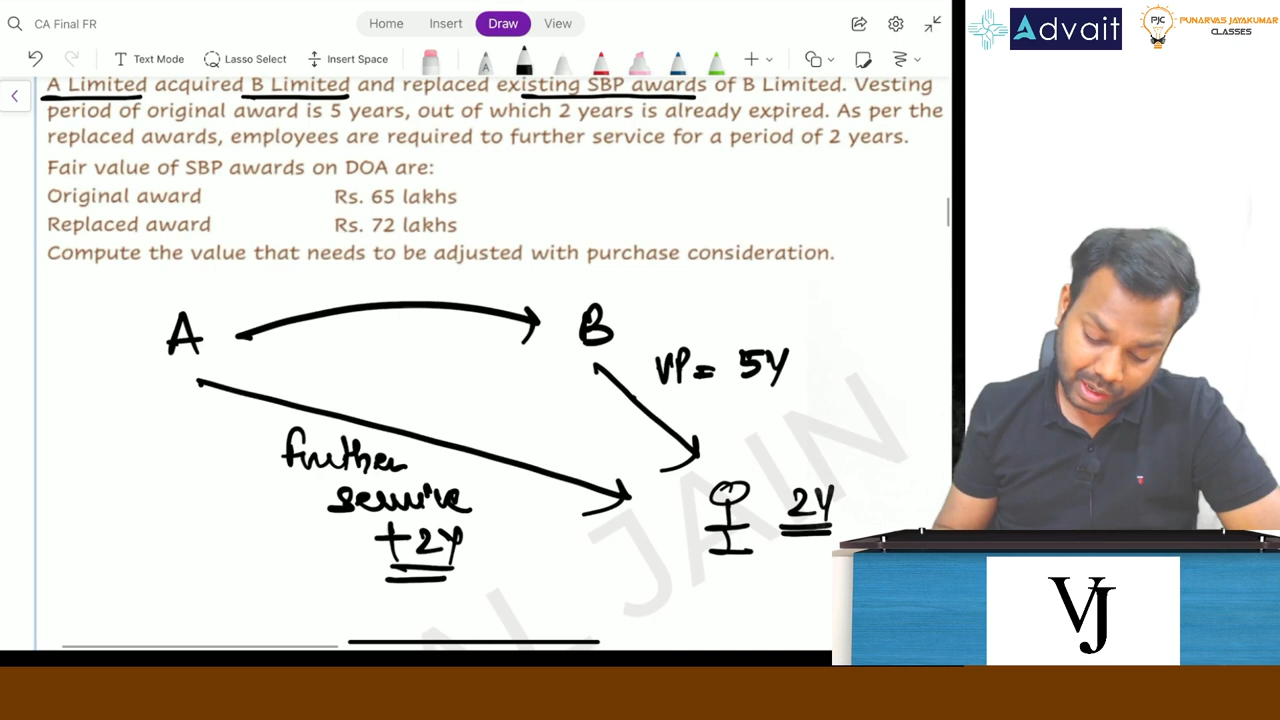 CA Final FR
Home Insert Draw View
Advait
PJC PUNARVAS JAYAKUMAR CLASSES
Text Mode Lasso Select Insert Space
A Limited acquired B Limited and replaced existing SBP awards of B Limited. Vesting
period of original award is 5 years, out of which 2 years is already expired. As per the
replaced awards, employees are required to further service for a period of 2 years.
Fair value of SBP awards on DOA are:
Original award Rs. 65 lakhs
Replaced award Rs. 72 lakhs
Compute the value that needs to be adjusted with purchase consideration.
A B
VP = 5Y
further
service
+2Y
2Y
JAIN
VJ